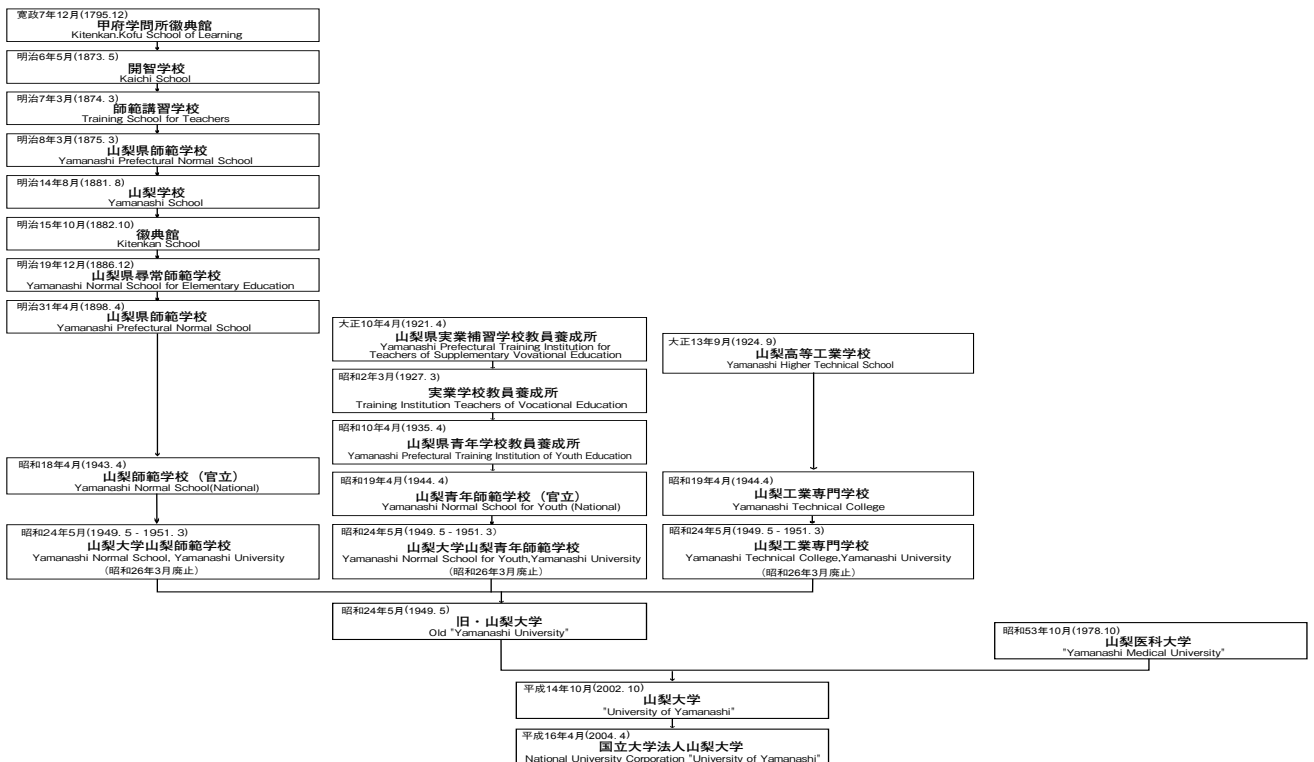 寛政7年12月(1795.12)
甲府学問所徽典館
Kitenkan.Kofu School of Learning
明治6年5月(1873. 5)
開智学校
Kaichi School
明治7年3月(1874. 3)
師範講習学校
Training School for Teachers
明治8年3月(1875. 3)
山梨県師範学校
Yamanashi Prefectural Normal School
明治14年8月(1881. 8)
山梨学校
Yamanashi School
明治15年10月(1882.10)
徽典館
Kitenkan School
明治19年12月(1886.12)
山梨県尋常師範学校
Yamanashi Normal School for Elementary Education
明治31年4月(1898. 4)
山梨県師範学校
Yamanashi Prefectural Normal School
昭和18年4月(1943. 4)
山梨師範学校（官立）
Yamanashi Normal School(National)
昭和24年5月(1949. 5 - 1951. 3)
山梨大学山梨師範学校
Yamanashi Normal School, Yamanashi University
（昭和26年3月廃止）
大正10年4月(1921. 4)
山梨県実業補習学校教員養成所
Yamanashi Prefectural Training Institution for
Teachers of Supplementary Vovational Education
昭和2年3月(1927. 3)
実業学校教員養成所
Training Institution Teachers of Vocational Education
昭和10年4月(1935. 4)
山梨県青年学校教員養成所
Yamanashi Prefectural Training Institution of Youth Education
昭和19年4月(1944. 4)
山梨青年師範学校（官立）
Yamanashi Normal School for Youth (National)
昭和24年5月(1949. 5 - 1951. 3)
山梨大学山梨青年師範学校
Yamanashi Normal School for Youth,Yamanashi University
（昭和26年3月廃止）
大正13年9月(1924. 9)
山梨高等工業学校
Yamanashi Higher Technical School
昭和19年4月(1944.4)
山梨工業専門学校
Yamanashi Technical College
昭和24年5月(1949. 5 - 1951. 3)
山梨工業専門学校
Yamanashi Technical College,Yamanashi University
（昭和26年3月廃止）
昭和24年5月(1949. 5)
旧・山梨大学
Old "Yamanashi University"
昭和53年10月(1978.10)
山梨医科大学
"Yamanashi Medical University"
平成14年10月(2002. 10)
山梨大学
"University of Yamanashi"
平成16年4月(2004. 4)
国立大学法人山梨大学
National University Corporation "University of Yamanashi"